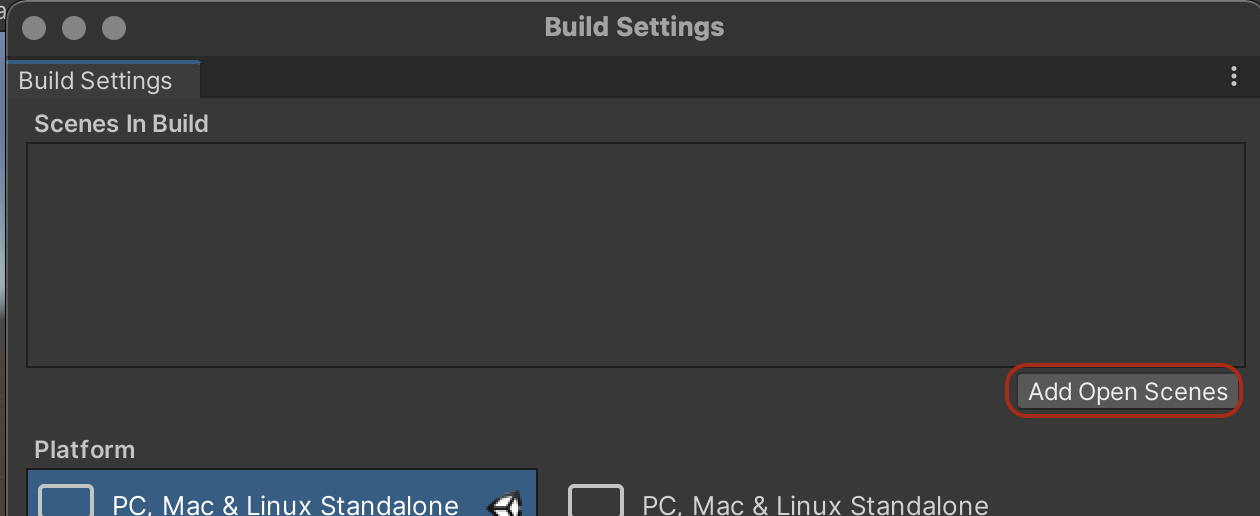 Build Settings
Build Settings
Scenes In Build
Add Open Scenes
Platform
PC, Mac & Linux Standalone
PC, Mac & Linux Standalone